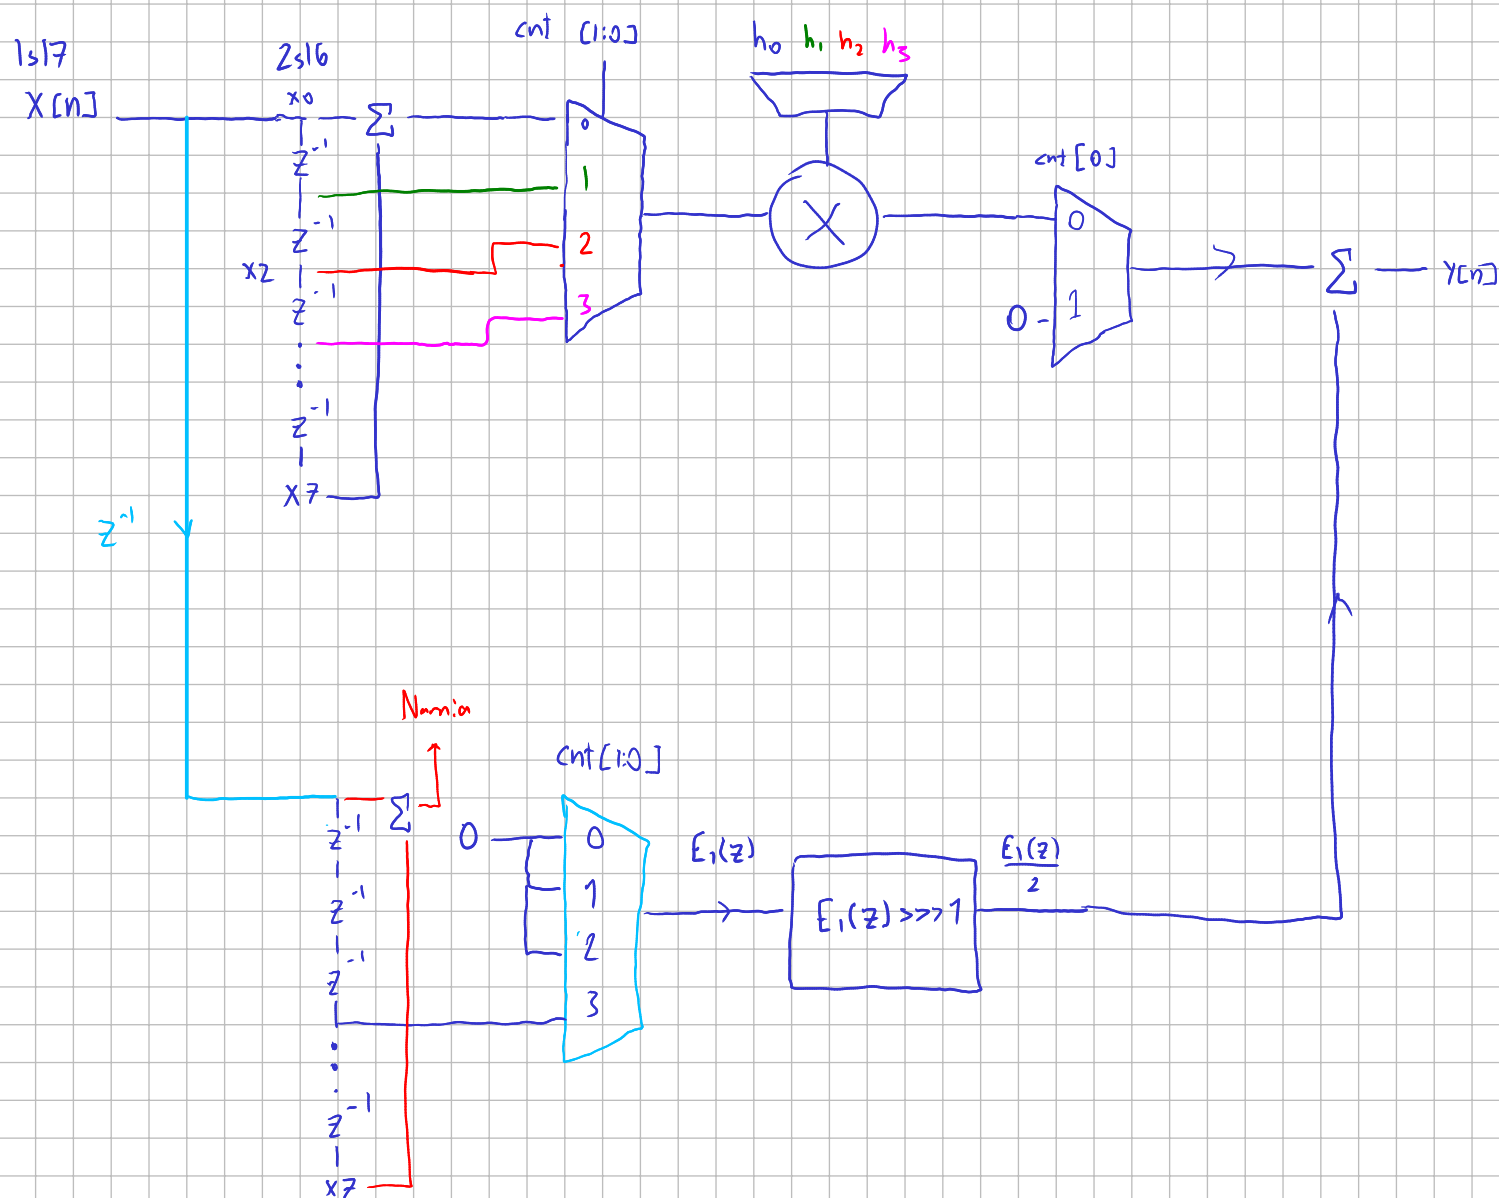 1s17
2s16
cnt [1:0]
h0 h1 h2 h3
X[n]
x0
Σ
0
z^-1
1
cnt[0]
z^-1
2
X
0
x2
z^-1
3
0
1
Σ
Y[n]
z^-1
x7
z^-1
Narnia
cnt[1:0]
Σ
z^-1
0
0
E1(z)
E1(z)
2
z^-1
1
E1(z) >>> 1
z^-1
2
3
z^-1
x7